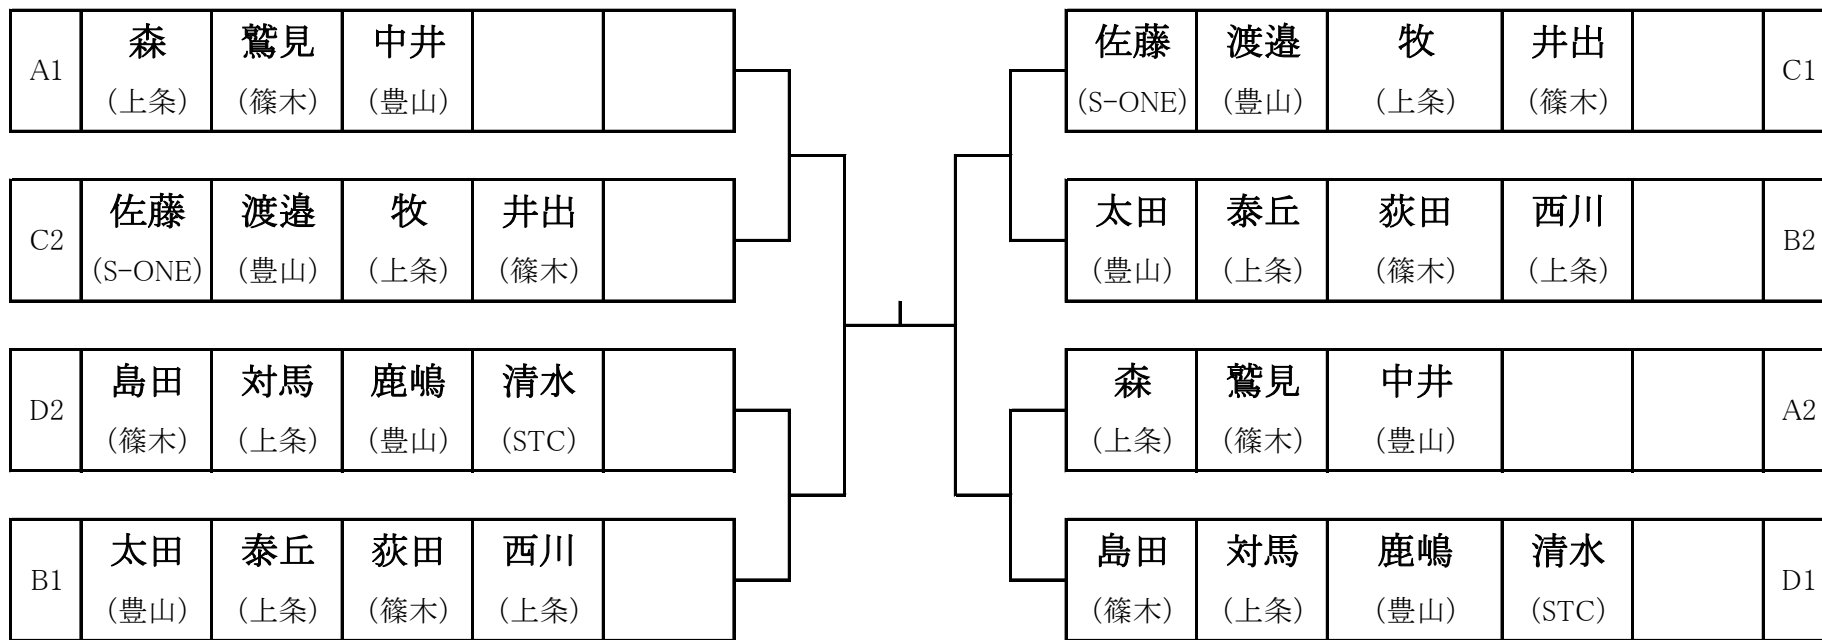 A1 森 鷲見 中井
(上条) (篠木) (豊山)
C2 佐藤 渡邉 牧 井出
(S-ONE) (豊山) (上条) (篠木)
D2 島田 対馬 鹿嶋 清水
(篠木) (上条) (豊山) (STC)
B1 太田 泰丘 荻田 西川
(豊山) (上条) (篠木) (上条)
佐藤 渡邉 牧 井出 C1
(S-ONE) (豊山) (上条) (篠木)
太田 泰丘 荻田 西川 B2
(豊山) (上条) (篠木) (上条)
森 鷲見 中井 A2
(上条) (篠木) (豊山)
島田 対馬 鹿嶋 清水 D1
(篠木) (上条) (豊山) (STC)